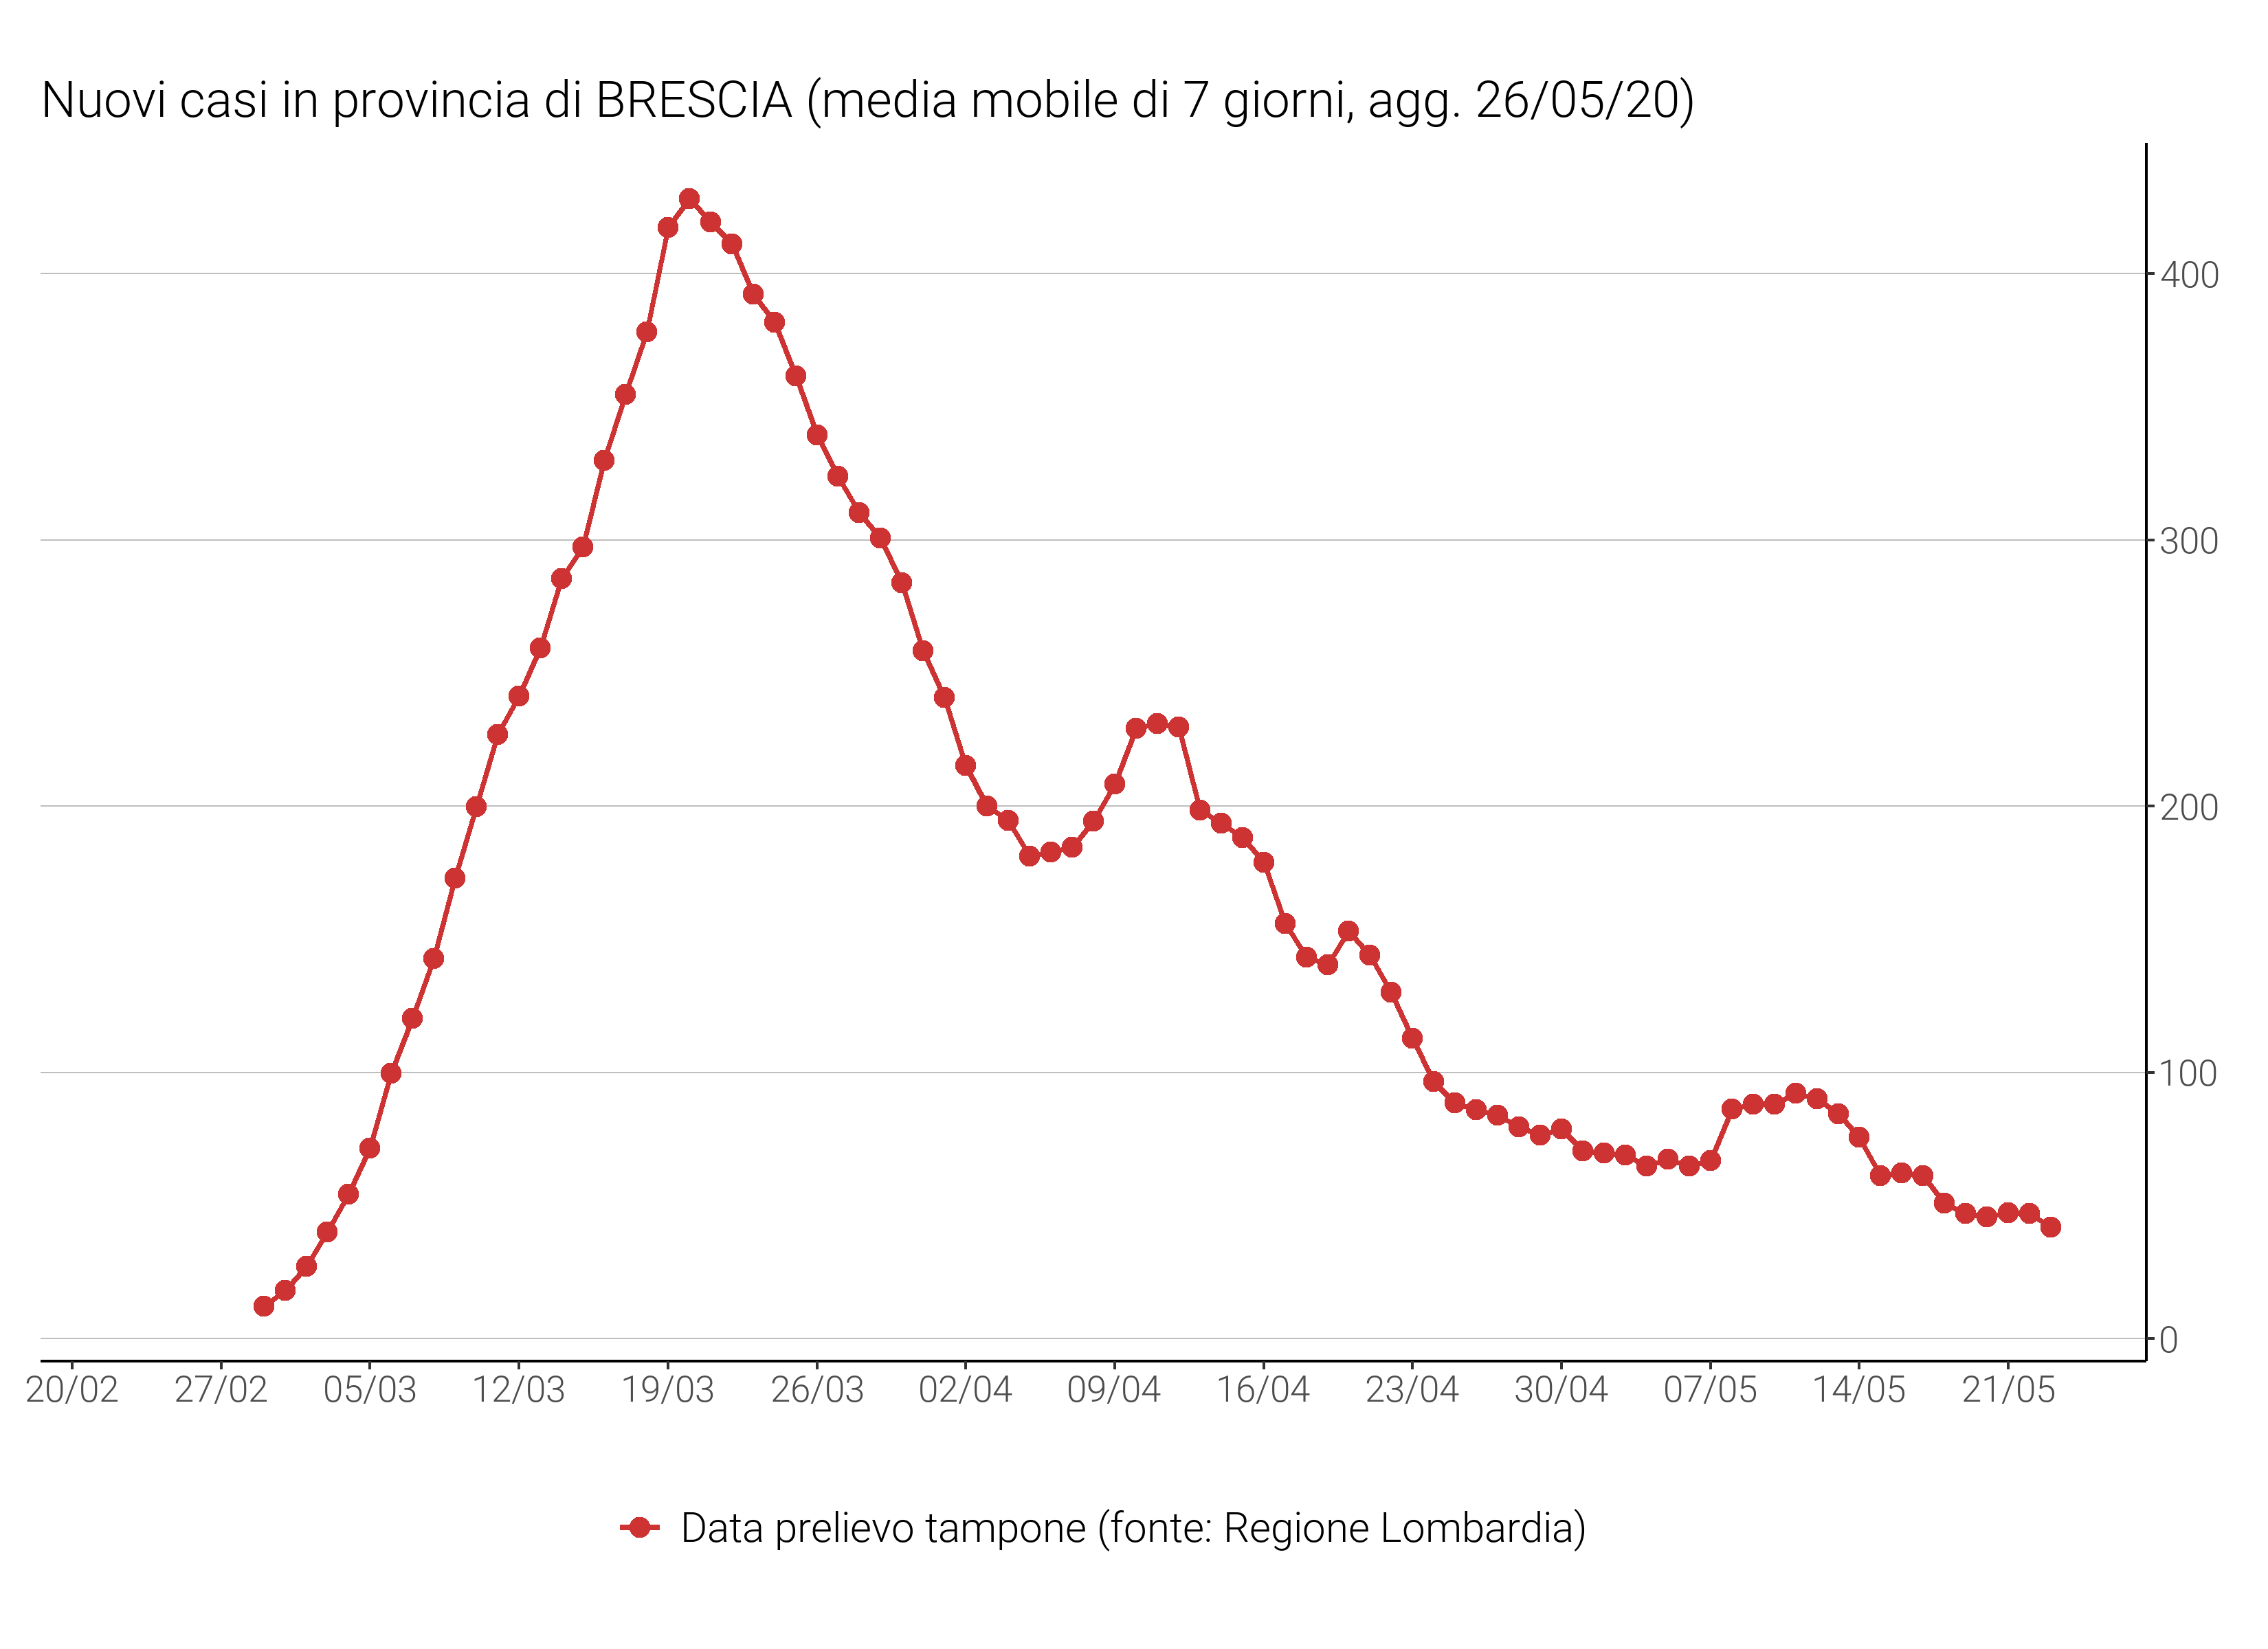 Nuovi casi in provincia di BRESCIA (media mobile di 7 giorni, agg. 26/05/20)
400
300
200
100
0
20/02 27/02 05/03 12/03 19/03 26/03 02/04 09/04 16/04 23/04 30/04 07/05 14/05 21/05
Data prelievo tampone (fonte: Regione Lombardia)